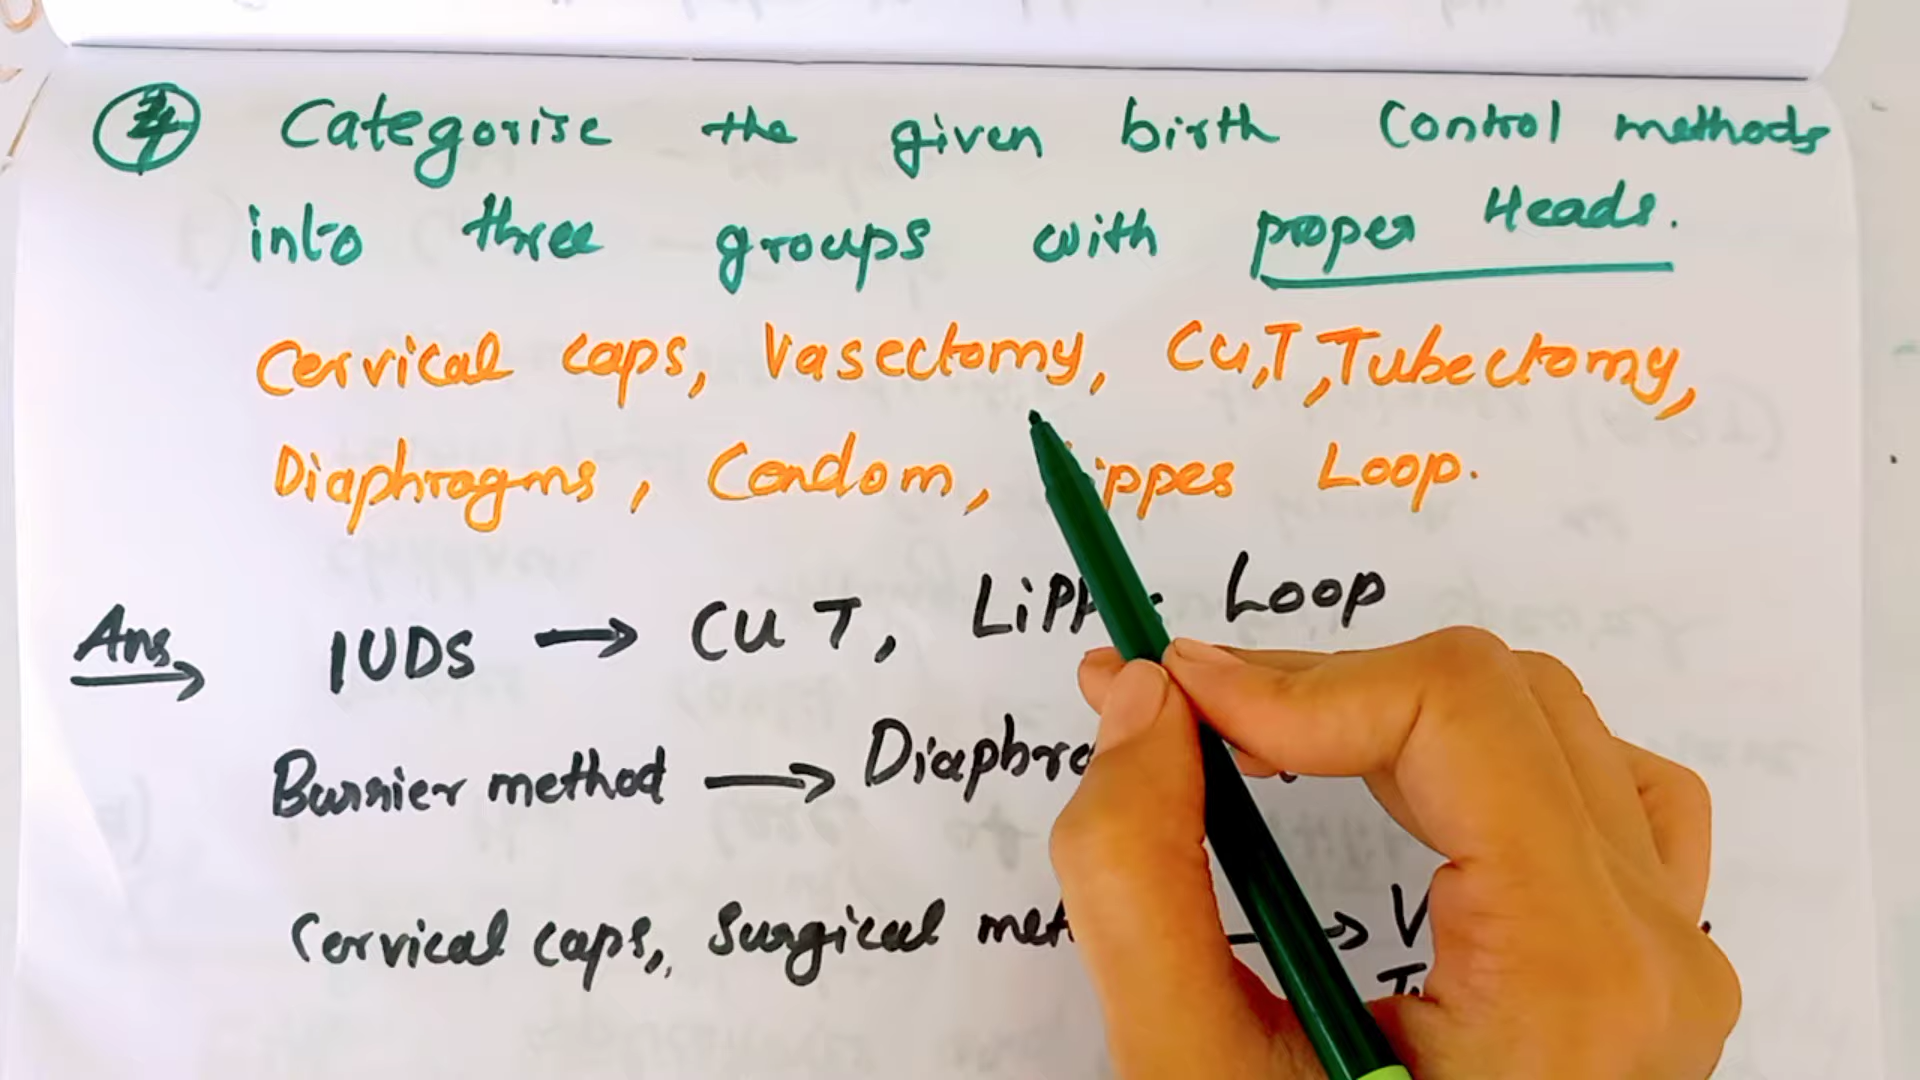 4 Categorise the given birth Control methods
into three groups with proper Heads.
Cervical caps, Vasectomy, Cu,T, Tubectomy,
Diaphragms, Condom, Lippes Loop.
Ans IUDS → CU T, Loop
Barrier method →
Cervical caps, Surgical →